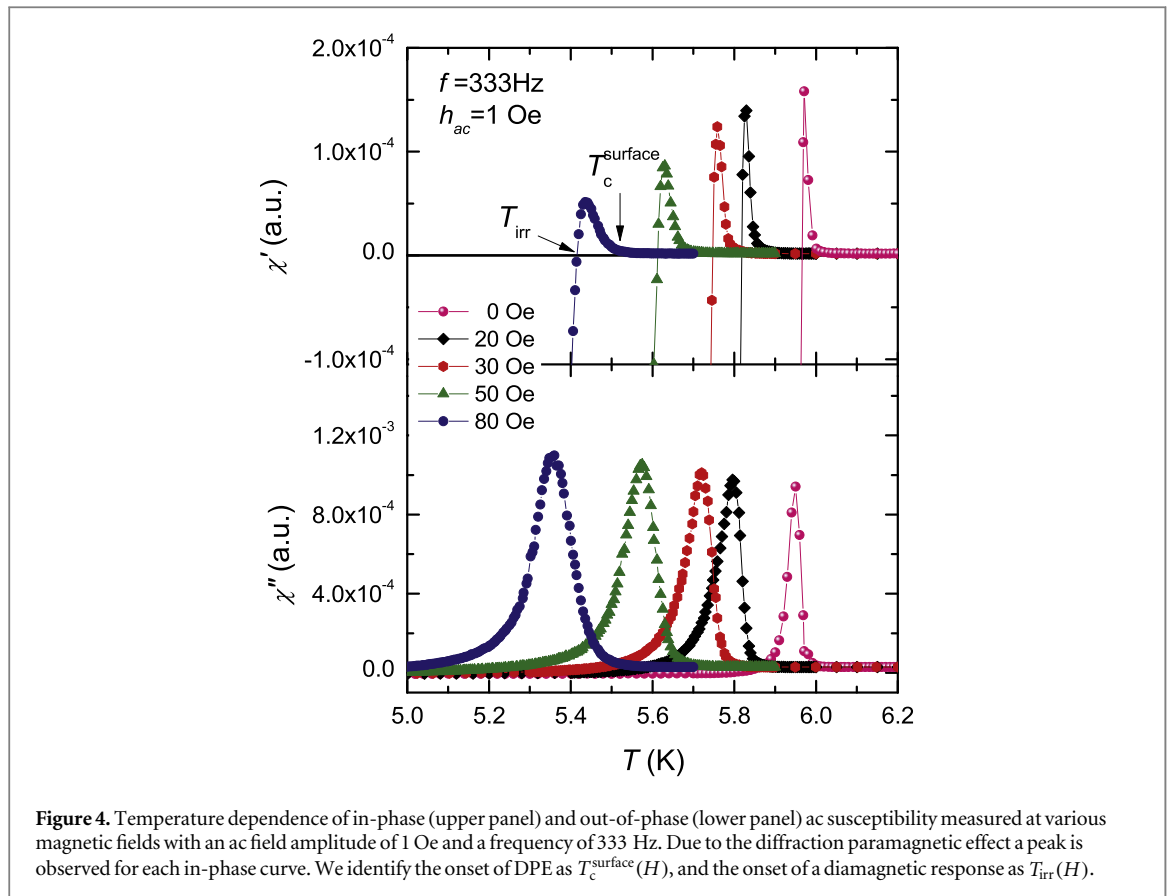 2.0x10⁻⁴
f =333Hz
h_ac=1 Oe
1.0x10⁻⁴
T_c^surface
T_irr
χ' (a.u.)
0.0
0 Oe
20 Oe
30 Oe
50 Oe
80 Oe
-1.0x10⁻⁴
1.2x10⁻³
8.0x10⁻⁴
χ" (a.u.)
4.0x10⁻⁴
0.0
5.0 5.2 5.4 5.6 5.8 6.0 6.2
T (K)
Figure 4. Temperature dependence of in-phase (upper panel) and out-of-phase (lower panel) ac susceptibility measured at various
magnetic fields with an ac field amplitude of 1 Oe and a frequency of 333 Hz. Due to the diffraction paramagnetic effect a peak is
observed for each in-phase curve. We identify the onset of DPE as T_c^surface(H), and the onset of a diamagnetic response as T_irr(H).